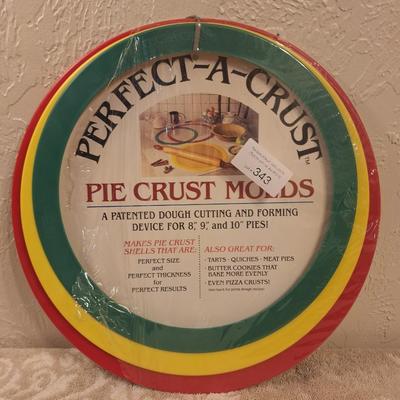 PERFECT-A-CRUST™
343
PIE CRUST MOLDS
A PATENTED DOUGH CUTTING AND FORMING
DEVICE FOR 8", 9", and 10" PIES!
MAKES PIE CRUST
SHELLS THAT ARE:
PERFECT SIZE
and
PERFECT THICKNESS
for
PERFECT RESULTS
ALSO GREAT FOR:
· TARTS · QUICHES · MEAT PIES
· BUTTER COOKIES THAT
BAKE MORE EVENLY
· EVEN PIZZA CRUSTS!